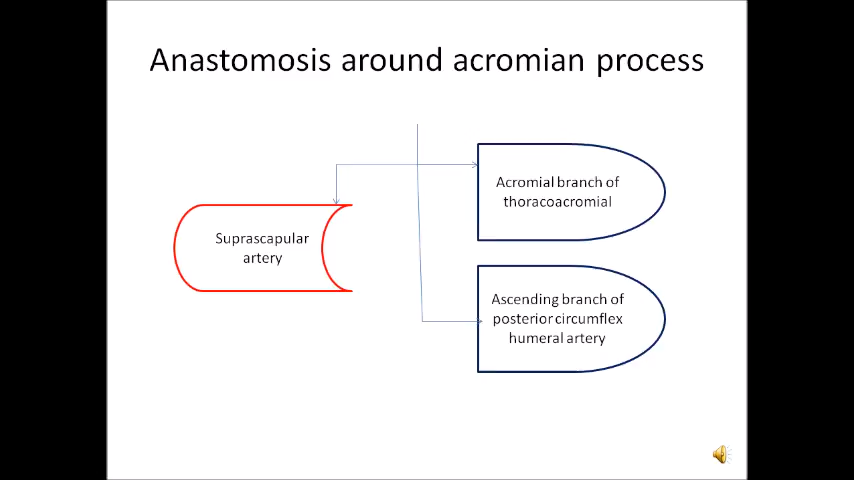 Anastomosis around acromian process
Acromial branch of
thoracoacromial
Suprascapular
artery
Ascending branch of
posterior circumflex
humeral artery